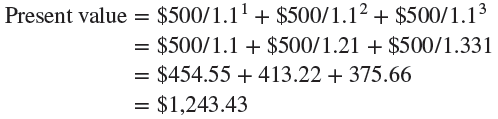 Present value = $500/1.1¹ + $500/1.1² + $500/1.1³
= $500/1.1 + $500/1.21 + $500/1.331
= $454.55 + 413.22 + 375.66
= $1,243.43